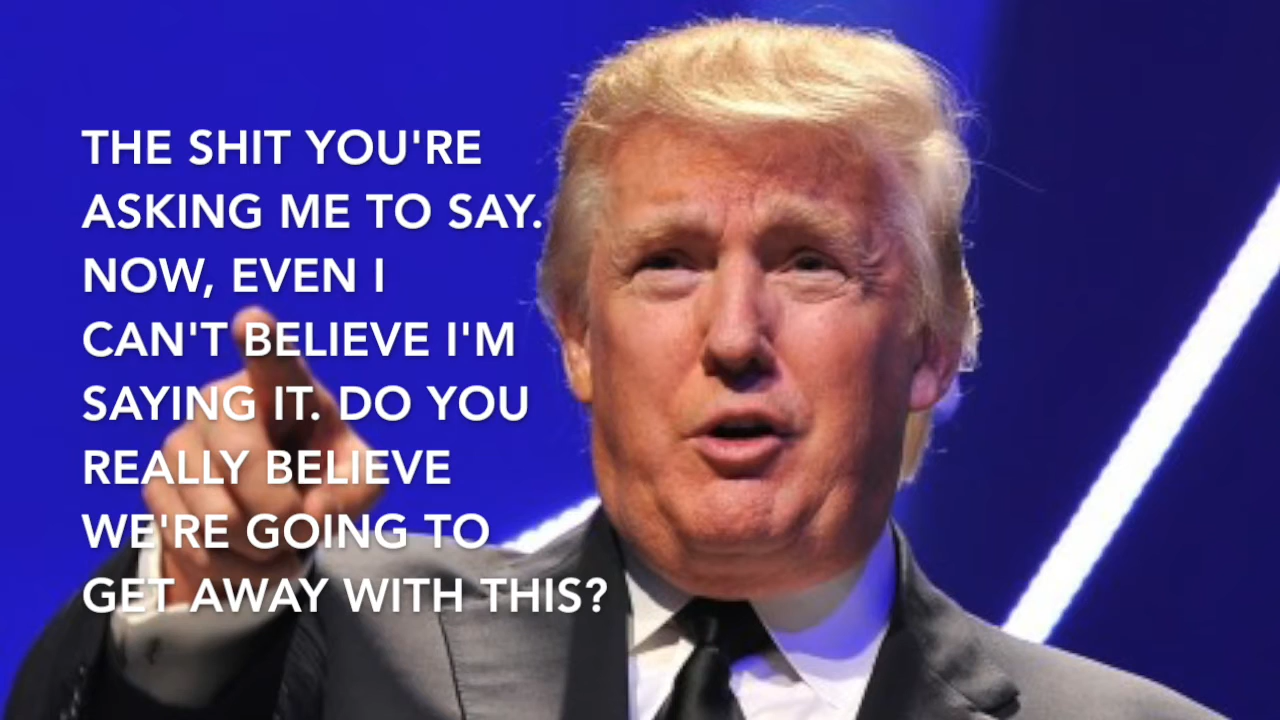 THE SHIT YOU'RE
ASKING ME TO SAY.
NOW, EVEN I
CAN'T BELIEVE I'M
SAYING IT. DO YOU
REALLY BELIEVE
WE'RE GOING TO
GET AWAY WITH THIS?